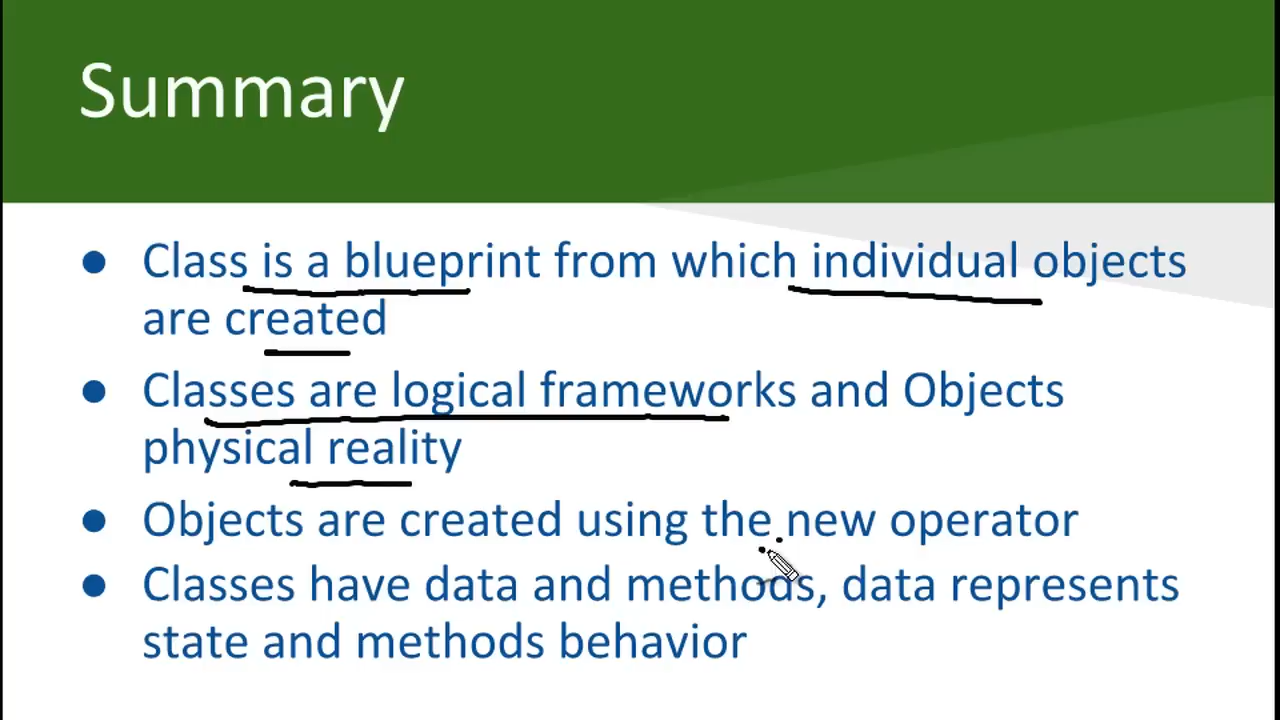 Summary
● Class is a blueprint from which individual objects
are created
● Classes are logical frameworks and Objects
physical reality
● Objects are created using the new operator
● Classes have data and methods, data represents
state and methods behavior